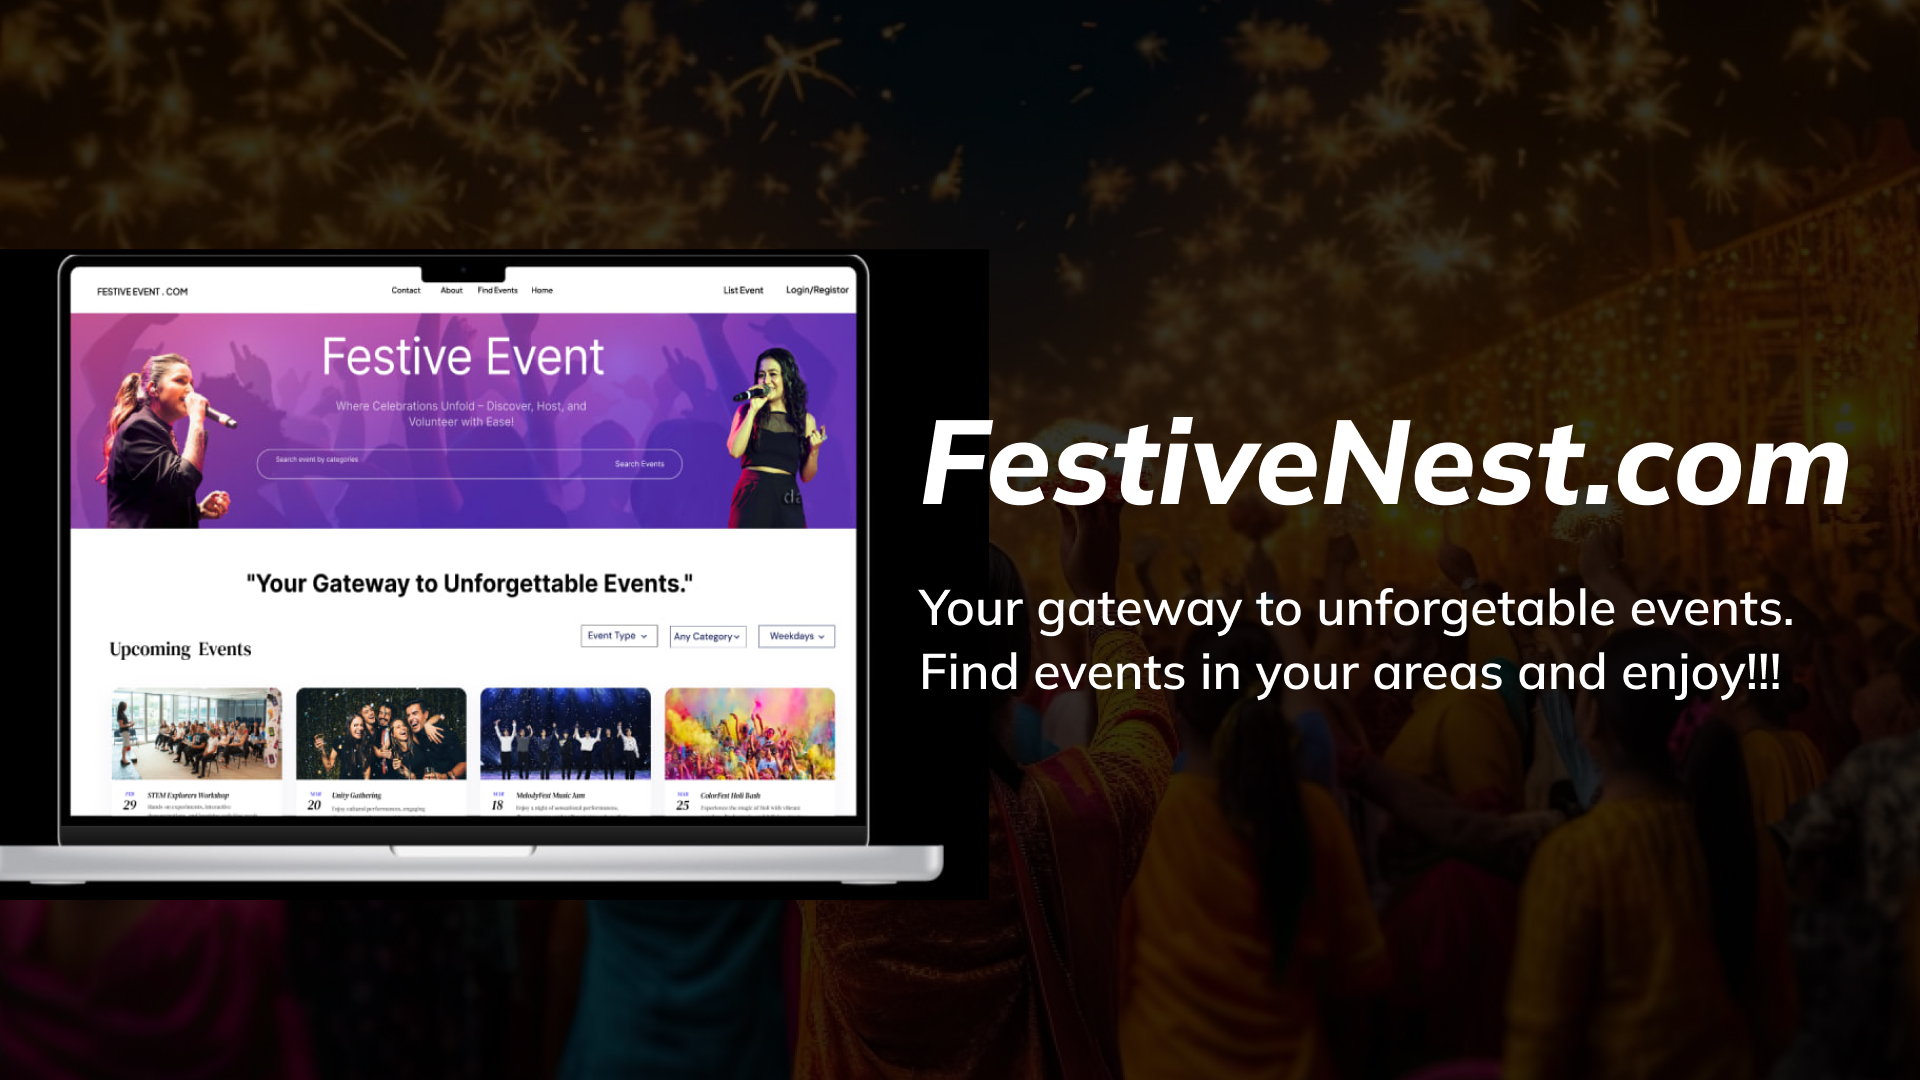 FESTIVE EVENT . COM
Contact About Find Events Home
List Event Login/Registor
Festive Event
Where Celebrations Unfold – Discover, Host, and
Volunteer with Ease!
Search event by categories
Search Events
da
"Your Gateway to Unforgettable Events."
Upcoming Events
Event Type
Any Category
Weekdays
FEB
29
STEM Explorers Workshop
Hands-on experiments, interactive
MAR
20
Unity Gathering
Enjoy cultural performances, engaging
MAR
18
MelodyFest Music Jam
Enjoy a night of sensational performances,
MAR
25
ColorFest Holi Bash
Experience the magic of Holi with vibrant
FestiveNest.com
Your gateway to unforgetable events.
Find events in your areas and enjoy!!!